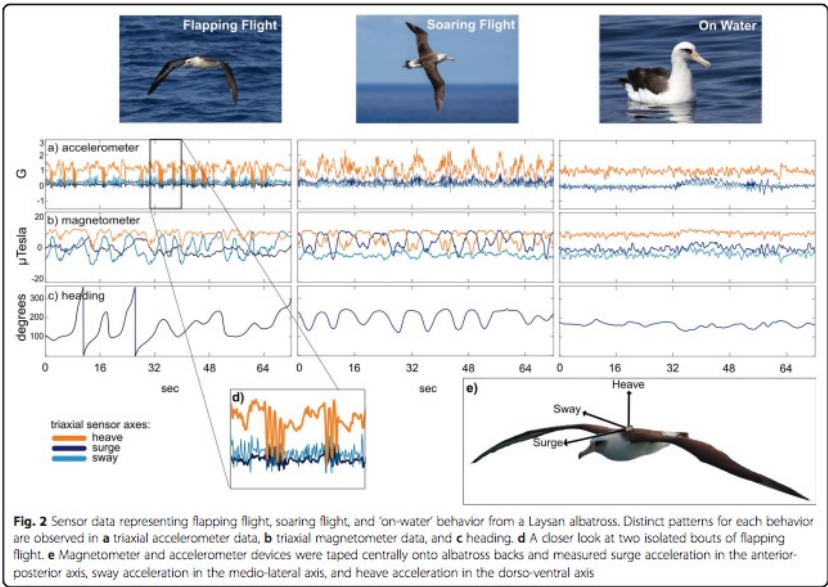 Flapping Flight
Soaring Flight
On Water
a) accelerometer
G
3
2
1
0
-1
b) magnetometer
µTesla
20
0
-20
c) heading
degrees
300
200
100
0 16 32 48 64
0 16 32 48 64
0 16 32 48 64
sec
sec
sec
d)
e)
Heave
Sway
Surge
triaxial sensor axes:
heave
surge
sway
Fig. 2 Sensor data representing flapping flight, soaring flight, and 'on-water' behavior from a Laysan albatross. Distinct patterns for each behavior
are observed in a triaxial accelerometer data, b triaxial magnetometer data, and c heading. d A closer look at two isolated bouts of flapping
flight. e Magnetometer and accelerometer devices were taped centrally onto albatross backs and measured surge acceleration in the anterior-
posterior axis, sway acceleration in the medio-lateral axis, and heave acceleration in the dorso-ventral axis